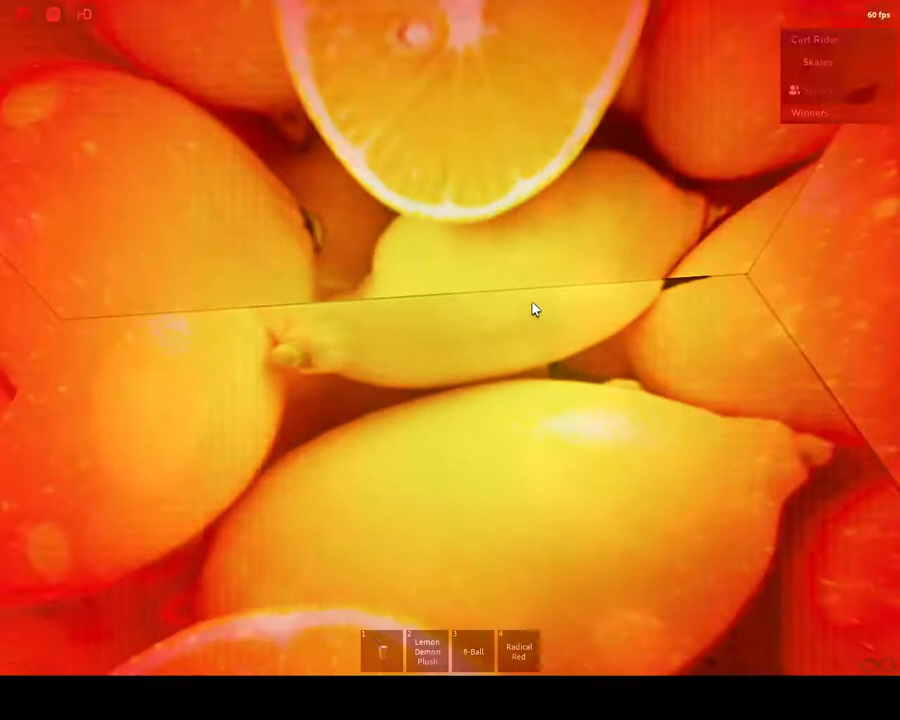 60 fps
Cart Rider
Skates
Winners
1
2
Lemon
Demon
Plush
3
8-Ball
4
Radical
Red